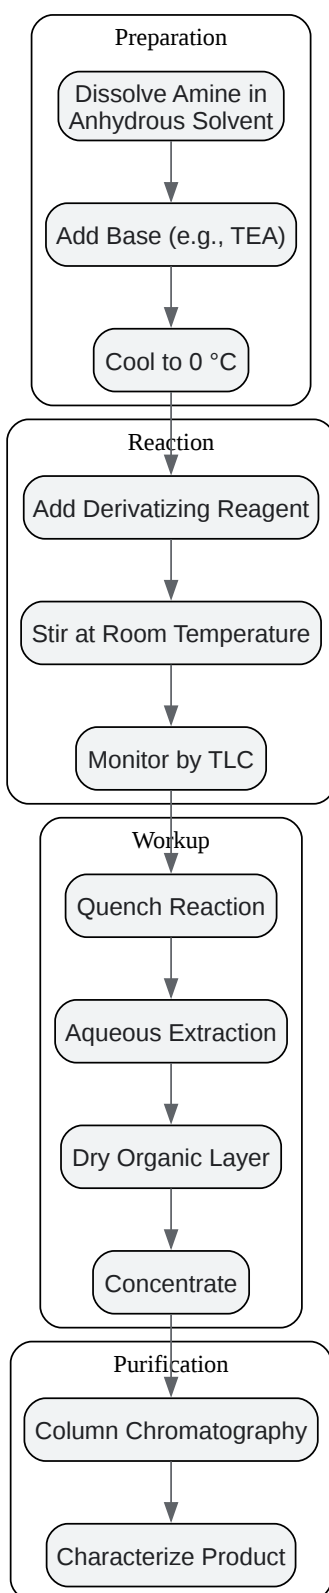 Preparation
Dissolve Amine in
Anhydrous Solvent
Add Base (e.g., TEA)
Cool to 0 °C
Reaction
Add Derivatizing Reagent
Stir at Room Temperature
Monitor by TLC
Workup
Quench Reaction
Aqueous Extraction
Dry Organic Layer
Concentrate
Purification
Column Chromatography
Characterize Product